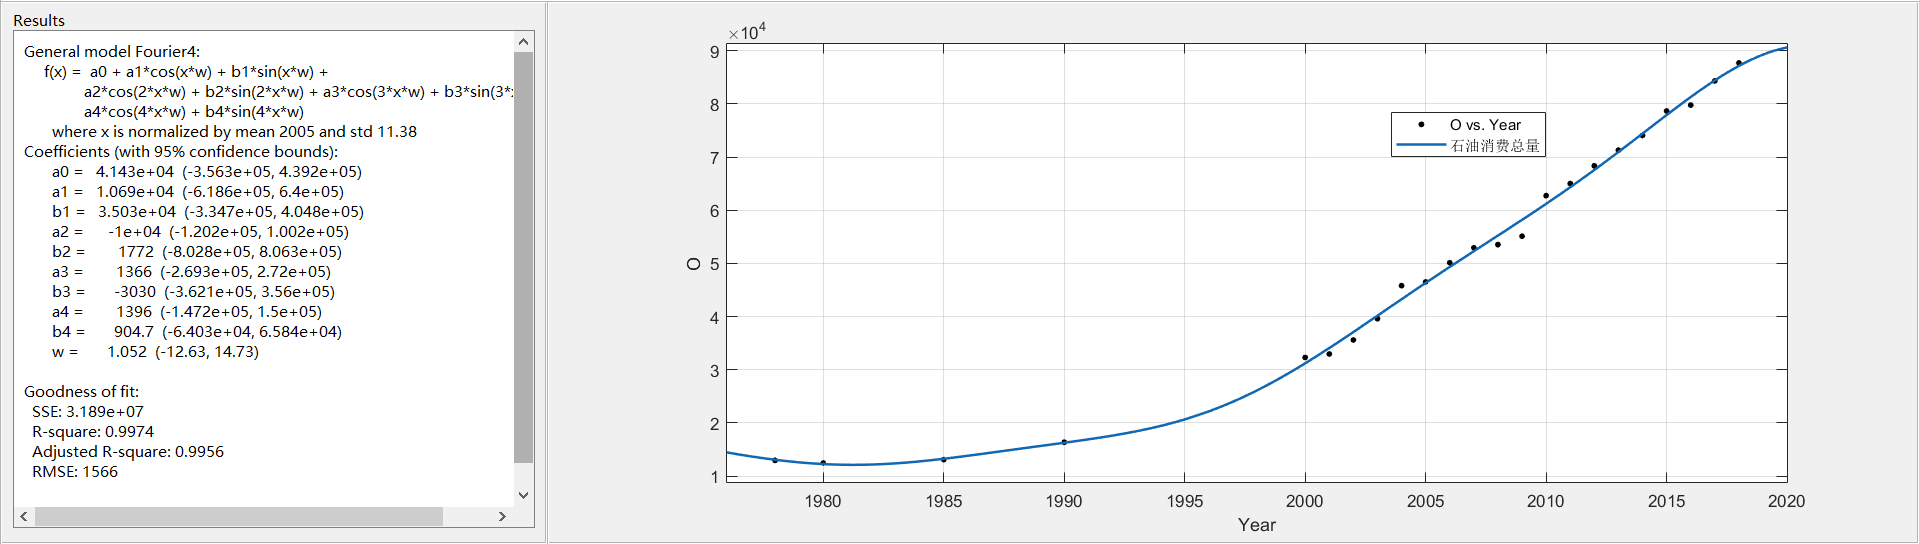 Results
General model Fourier4:
f(x) = a0 + a1*cos(x*w) + b1*sin(x*w) +
a2*cos(2*x*w) + b2*sin(2*x*w) + a3*cos(3*x*w) + b3*sin(3*
a4*cos(4*x*w) + b4*sin(4*x*w)
where x is normalized by mean 2005 and std 11.38
Coefficients (with 95% confidence bounds):
a0 = 4.143e+04 (-3.563e+05, 4.392e+05)
a1 = 1.069e+04 (-6.186e+05, 6.4e+05)
b1 = 3.503e+04 (-3.347e+05, 4.048e+05)
a2 = -1e+04 (-1.202e+05, 1.002e+05)
b2 = 1772 (-8.028e+05, 8.063e+05)
a3 = 1366 (-2.693e+05, 2.72e+05)
b3 = -3030 (-3.621e+05, 3.56e+05)
a4 = 1396 (-1.472e+05, 1.5e+05)
b4 = 904.7 (-6.403e+04, 6.584e+04)
w = 1.052 (-12.63, 14.73)
Goodness of fit:
SSE: 3.189e+07
R-square: 0.9974
Adjusted R-square: 0.9956
RMSE: 1566
×10⁴
9
8
7
6
5
4
3
2
1
O
O vs. Year
石油消费总量
1980 1985 1990 1995 2000 2005 2010 2015 2020
Year